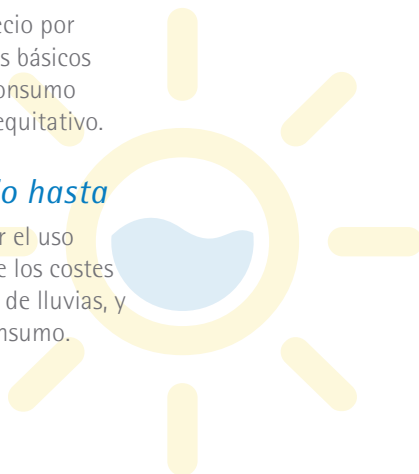 ecio por
s básicos
onsumo
equitativo.
o hasta
r el uso
e los costes
de lluvias, y
nsumo.